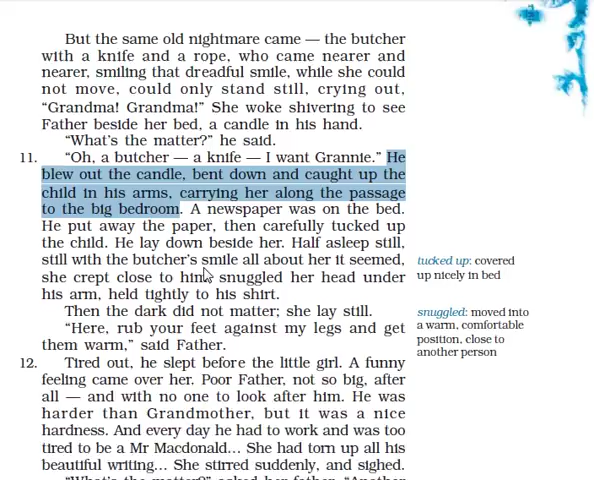 But the same old nightmare came — the butcher
with a knife and a rope, who came nearer and
nearer, smiling that dreadful smile, while she could
not move, could only stand still, crying out,
“Grandma! Grandma!” She woke shivering to see
Father beside her bed, a candle in his hand.
“What’s the matter?” he said.
11. “Oh, a butcher — a knife — I want Grannie.” He
blew out the candle, bent down and caught up the
child in his arms, carrying her along the passage
to the big bedroom. A newspaper was on the bed.
He put away the paper, then carefully tucked up
the child. He lay down beside her. Half asleep still,
still with the butcher’s smile all about her it seemed,
she crept close to him, snuggled her head under
his arm, held tightly to his shirt.
Then the dark did not matter; she lay still.
“Here, rub your feet against my legs and get
them warm,” said Father.
12. Tired out, he slept before the little girl. A funny
feeling came over her. Poor Father, not so big, after
all — and with no one to look after him. He was
harder than Grandmother, but it was a nice
hardness. And every day he had to work and was too
tired to be a Mr Macdonald... She had torn up all his
beautiful writing... She stirred suddenly, and sighed.
“What’s the matter?” asked her father. “Another
tucked up: covered
up nicely in bed
snuggled: moved into
a warm, comfortable
position, close to
another person